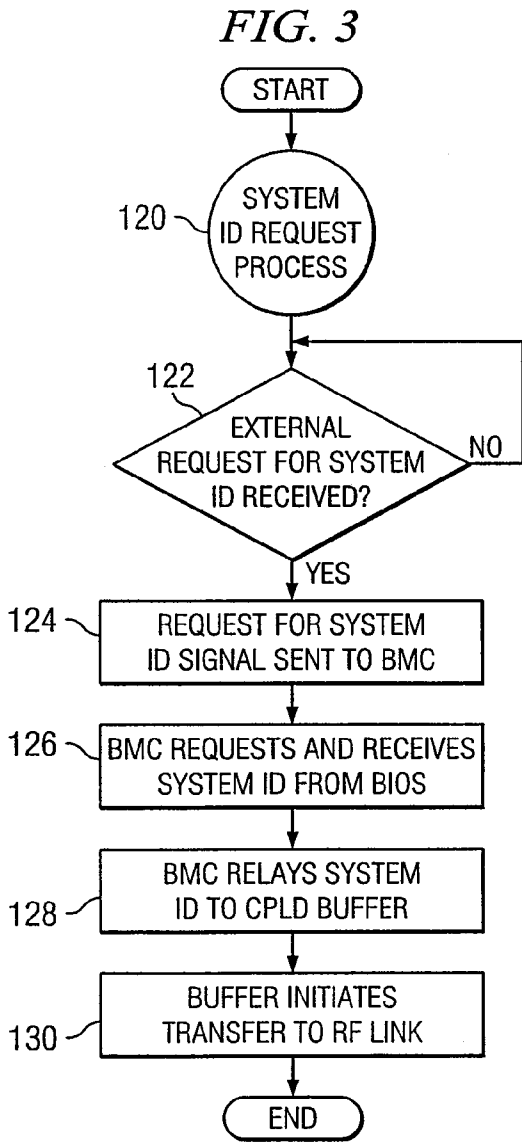 FIG. 3
START
120
SYSTEM
ID REQUEST
PROCESS
122
EXTERNAL
REQUEST FOR SYSTEM
ID RECEIVED?
NO
YES
124
REQUEST FOR SYSTEM
ID SIGNAL SENT TO BMC
126
BMC REQUESTS AND RECEIVES
SYSTEM ID FROM BIOS
128
BMC RELAYS SYSTEM
ID TO CPLD BUFFER
130
BUFFER INITIATES
TRANSFER TO RF LINK
END